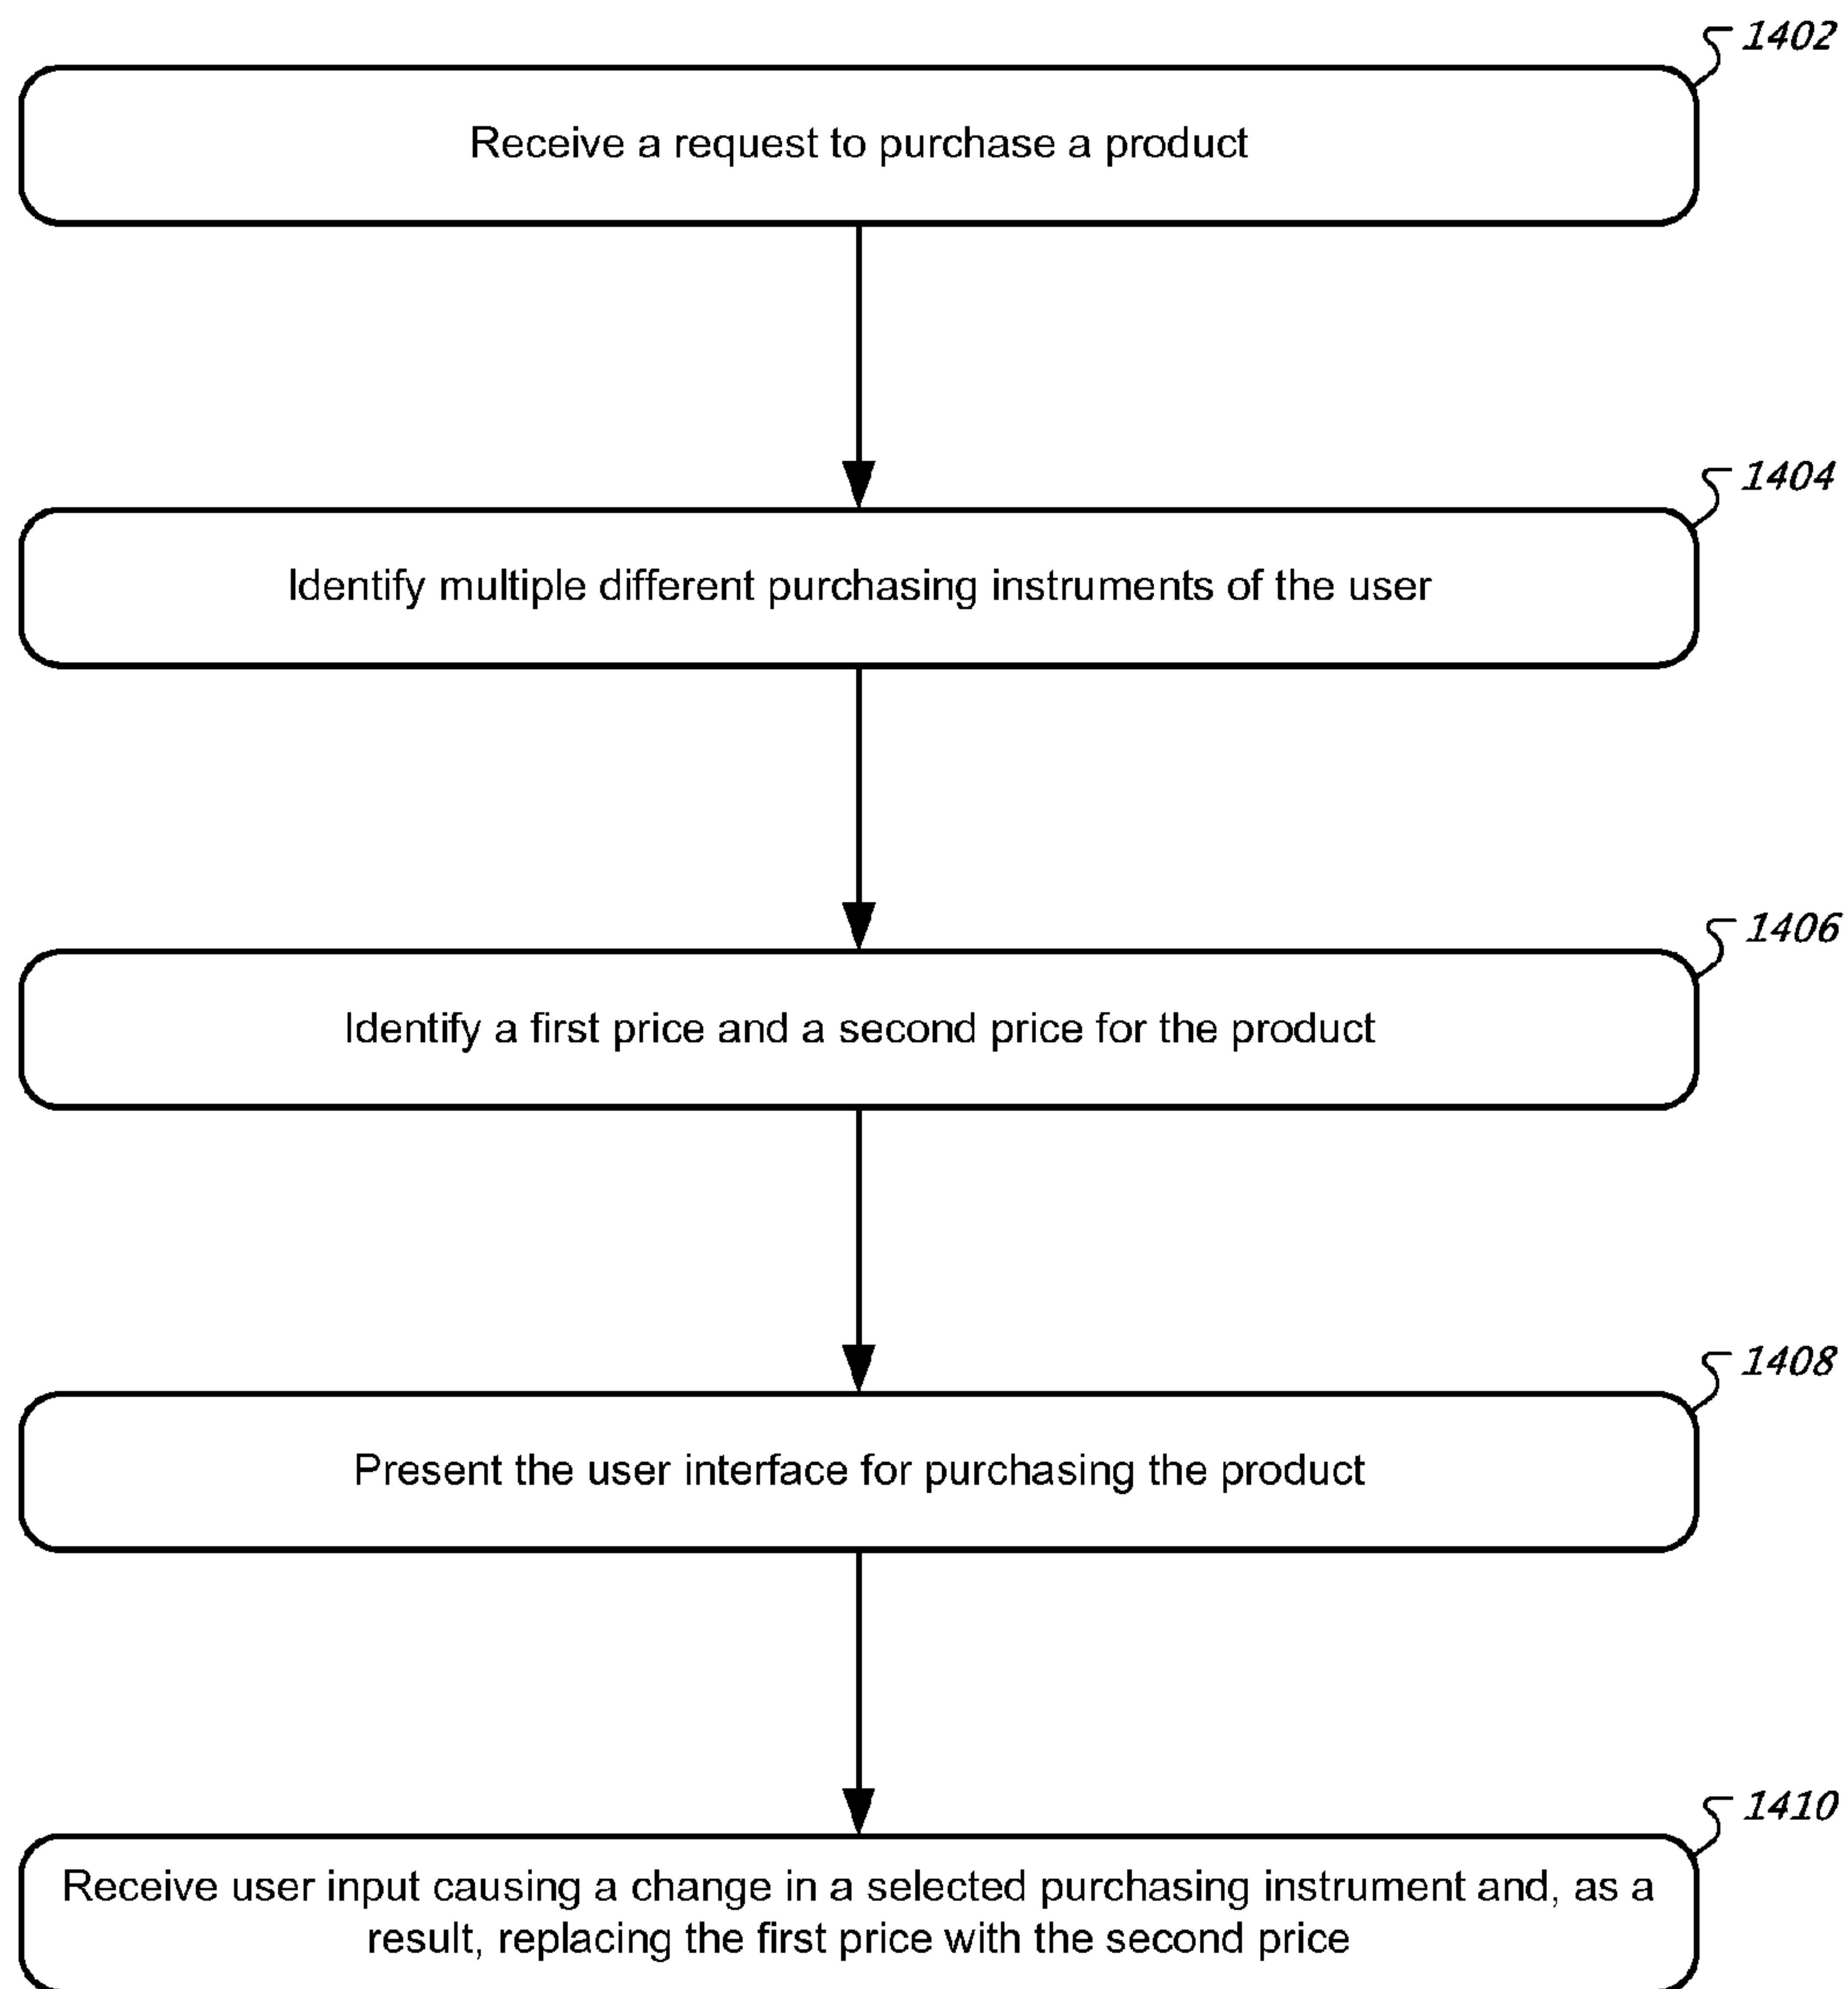 1402
Receive a request to purchase a product
1404
Identify multiple different purchasing instruments of the user
1406
Identify a first price and a second price for the product
1408
Present the user interface for purchasing the product
1410
Receive user input causing a change in a selected purchasing instrument and, as a
result, replacing the first price with the second price